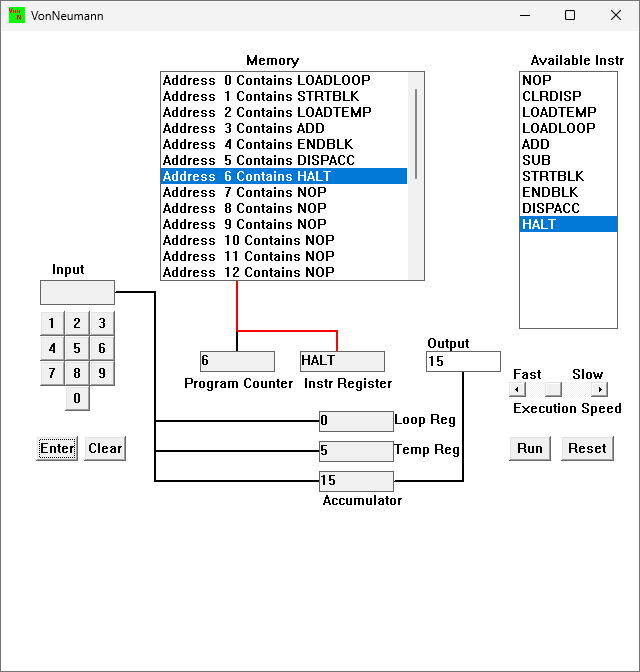 VonNeumann
Memory
Available Instr
Address 0 Contains LOADLOOP
Address 1 Contains STRTBLK
Address 2 Contains LOADTEMP
Address 3 Contains ADD
Address 4 Contains ENDBLK
Address 5 Contains DISPACC
Address 6 Contains HALT
Address 7 Contains NOP
Address 8 Contains NOP
Address 9 Contains NOP
Address 10 Contains NOP
Address 11 Contains NOP
Address 12 Contains NOP
NOP
CLRDISP
LOADTEMP
LOADLOOP
ADD
SUB
STRTBLK
ENDBLK
DISPACC
HALT
Input
1 2 3
4 5 6
7 8 9
0
Enter Clear
6
Program Counter
HALT
Instr Register
Output
15
Fast Slow
Execution Speed
Run Reset
0 Loop Reg
5 Temp Reg
15
Accumulator